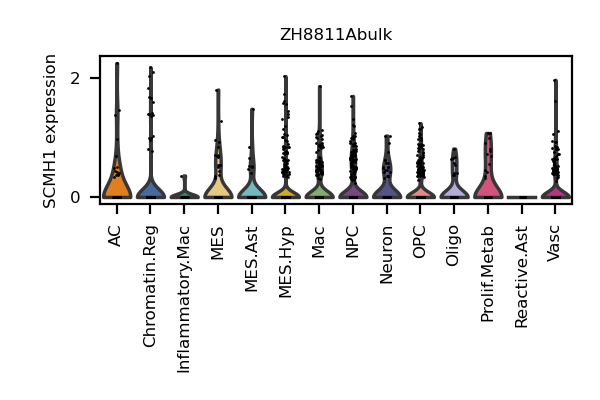 ZH8811Abulk
SCMH1 expression
2
0
AC
Chromatin.Reg
Inflammatory.Mac
MES
MES.Ast
MES.Hyp
Mac
NPC
Neuron
OPC
Oligo
Prolif.Metab
Reactive.Ast
Vasc